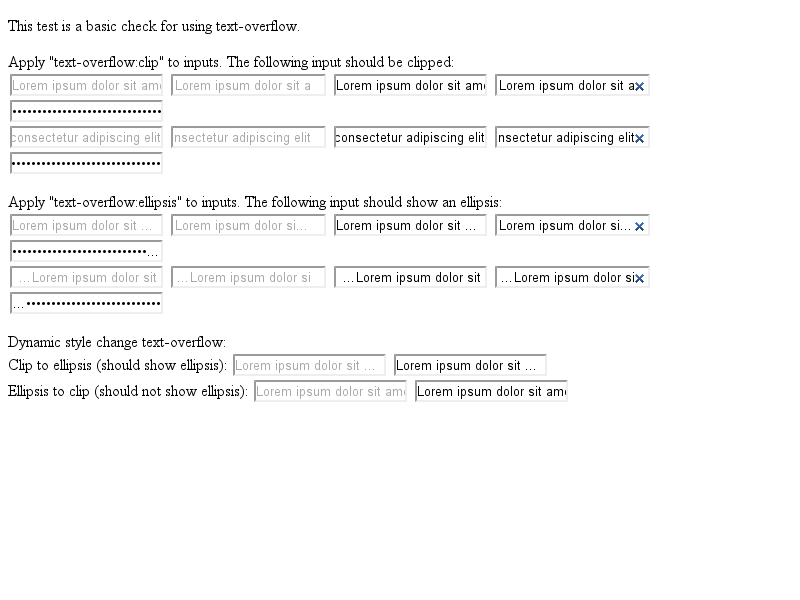 This test is a basic check for using text-overflow.
Apply "text-overflow:clip" to inputs. The following input should be clipped:
Lorem ipsum dolor sit ame Lorem ipsum dolor sit a Lorem ipsum dolor sit ame Lorem ipsum dolor sit a×
••••••••••••••••••••••••••••••
consectetur adipiscing elit nsectetur adipiscing elit consectetur adipiscing elit nsectetur adipiscing elit×
••••••••••••••••••••••••••••••
Apply "text-overflow:ellipsis" to inputs. The following input should show an ellipsis:
Lorem ipsum dolor sit ... Lorem ipsum dolor si... Lorem ipsum dolor sit ... Lorem ipsum dolor si... ×
•••••••••••••••••••••••••••...
...Lorem ipsum dolor sit ...Lorem ipsum dolor si ...Lorem ipsum dolor sit ...Lorem ipsum dolor si×
...•••••••••••••••••••••••••••
Dynamic style change text-overflow:
Clip to ellipsis (should show ellipsis): Lorem ipsum dolor sit ... Lorem ipsum dolor sit ...
Ellipsis to clip (should not show ellipsis): Lorem ipsum dolor sit ame Lorem ipsum dolor sit ame